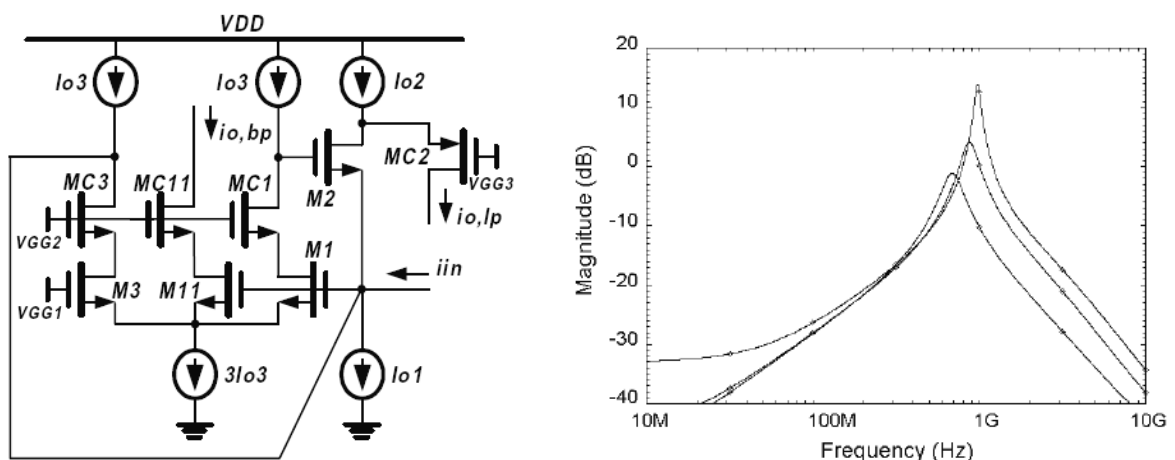 VDD
Io3
Io3
Io2
io,bp
MC2
VGG3
MC3
MC11
MC1
M2
io,lp
VGG2
M1
iin
VGG1
M3
M11
3Io3
Io1
20
10
0
-10
-20
-30
-40
Magnitude (dB)
10M
100M
1G
10G
Frequency (Hz)